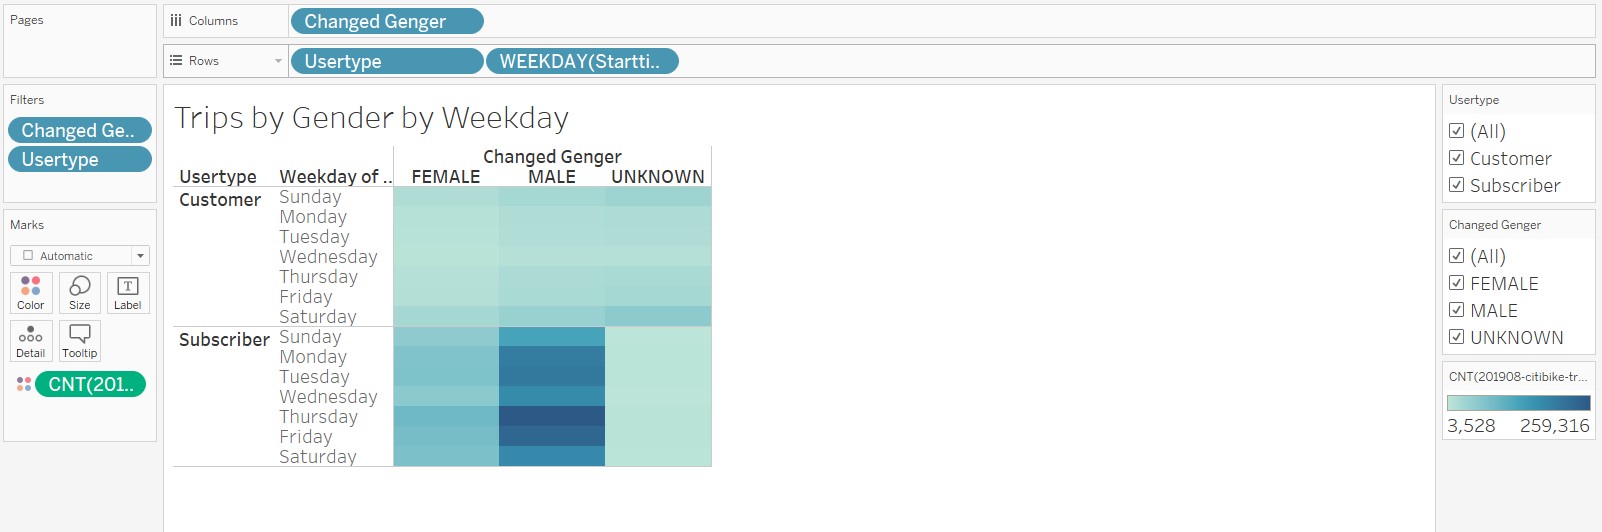 Pages
Columns
Changed Genger
Rows
Usertype
WEEKDAY(Startti..
Filters
Changed Ge..
Usertype
Marks
Automatic
Color
Size
Label
Detail
Tooltip
CNT(201..
Trips by Gender by Weekday
Changed Genger
Usertype Weekday of .. FEMALE MALE UNKNOWN
Customer Sunday
Monday
Tuesday
Wednesday
Thursday
Friday
Saturday
Subscriber Sunday
Monday
Tuesday
Wednesday
Thursday
Friday
Saturday
Usertype
(All)
Customer
Subscriber
Changed Genger
(All)
FEMALE
MALE
UNKNOWN
CNT(201908-citibike-tr...
3,528 259,316